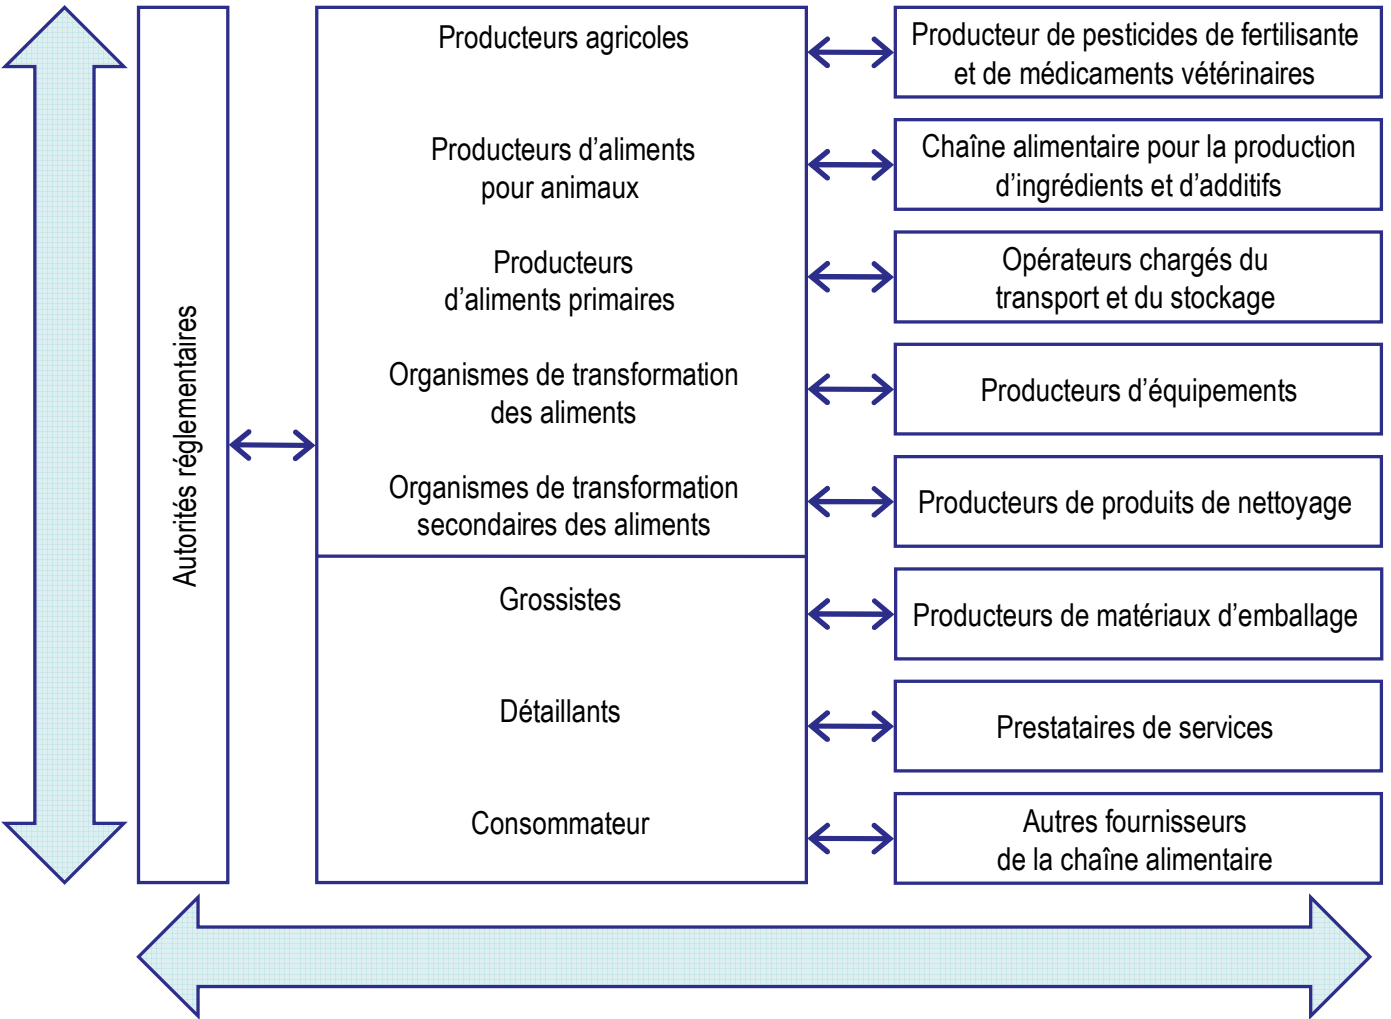 Autorités réglementaires
Producteurs agricoles
Producteurs d’aliments
pour animaux
Producteurs
d’aliments primaires
Organismes de transformation
des aliments
Organismes de transformation
secondaires des aliments
Grossistes
Détaillants
Consommateur
Producteur de pesticides de fertilisante
et de médicaments vétérinaires
Chaîne alimentaire pour la production
d’ingrédients et d’additifs
Opérateurs chargés du
transport et du stockage
Producteurs d’équipements
Producteurs de produits de nettoyage
Producteurs de matériaux d’emballage
Prestataires de services
Autres fournisseurs
de la chaîne alimentaire